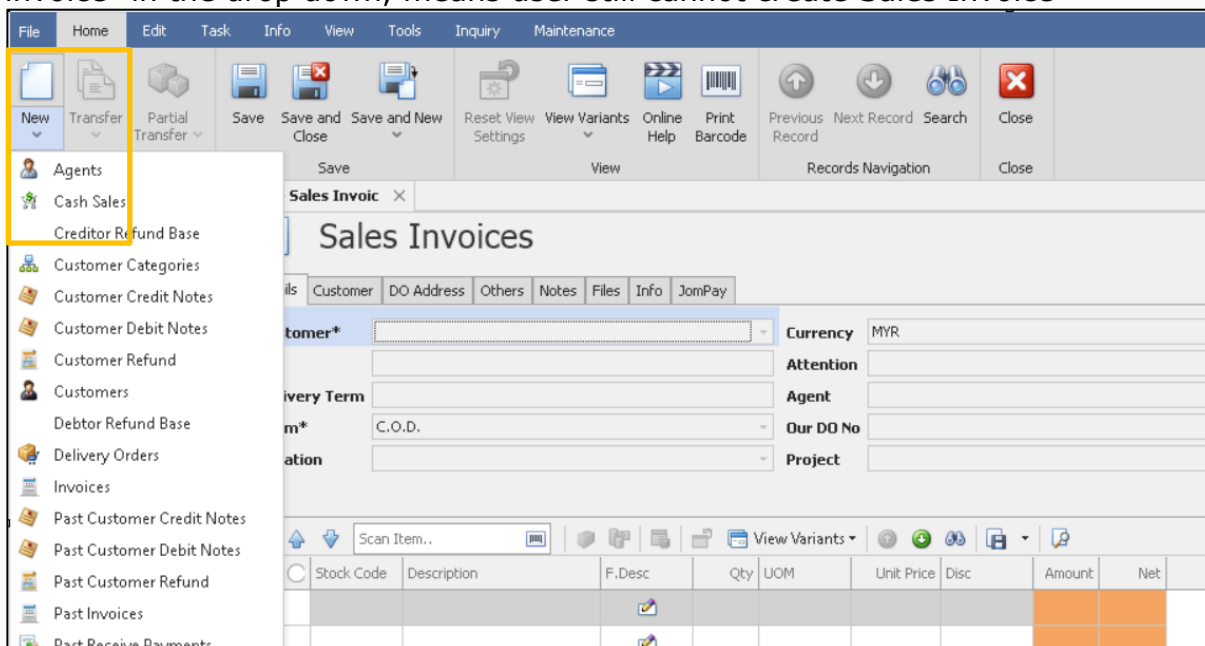 Invoice" in the drop-down, means user still cannot create Sales Invoice
File Home Edit Task Info View Tools Inquiry Maintenance
New Transfer Partial Transfer Save Save and Close Save and New Reset View Settings View Variants Online Help Print Barcode Previous Record Next Record Search Close
Save View Records Navigation Close
Agents
Cash Sales
Creditor Refund Base
Customer Categories
Customer Credit Notes
Customer Debit Notes
Customer Refund
Customers
Debtor Refund Base
Delivery Orders
Invoices
Past Customer Credit Notes
Past Customer Debit Notes
Past Customer Refund
Past Invoices
Past Receive Payments
Sales Invoic
Sales Invoices
ils Customer DO Address Others Notes Files Info JomPay
tomer* Currency MYR
Attention
ivery Term Agent
m* C.O.D. Our DO No
ation Project
Scan Item.. View Variants
Stock Code Description F.Desc Qty UOM Unit Price Disc Amount Net